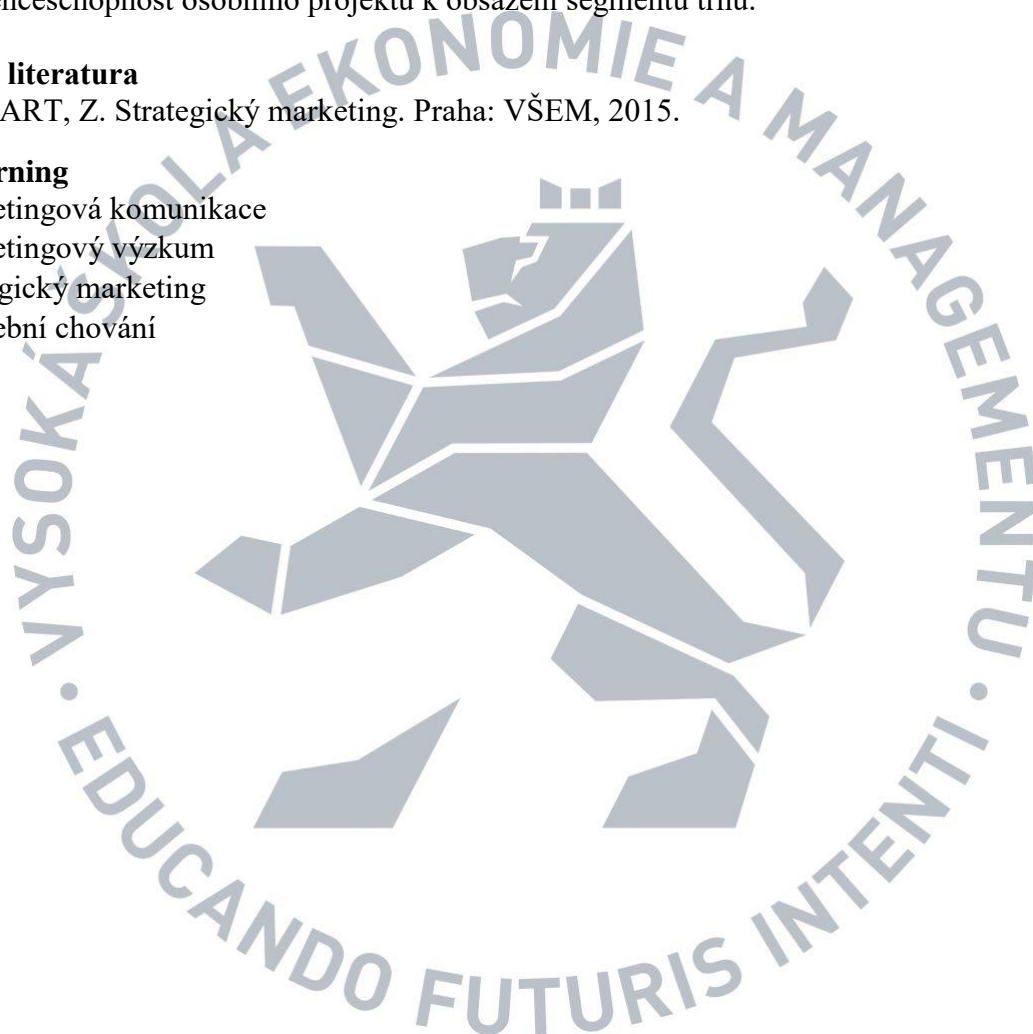 konkurenceschopnost osobního projektu k obsazení segmentu trhu.
literatura
ART, Z. Strategický marketing. Praha: VŠEM, 2015.
rning
etingová komunikace
etingový výzkum
gický marketing
ební chování
VYSOKÁ ŠKOLA EKONOMIE A MANAGEMENTU
• EDUCANDO FUTURIS INTENTI •